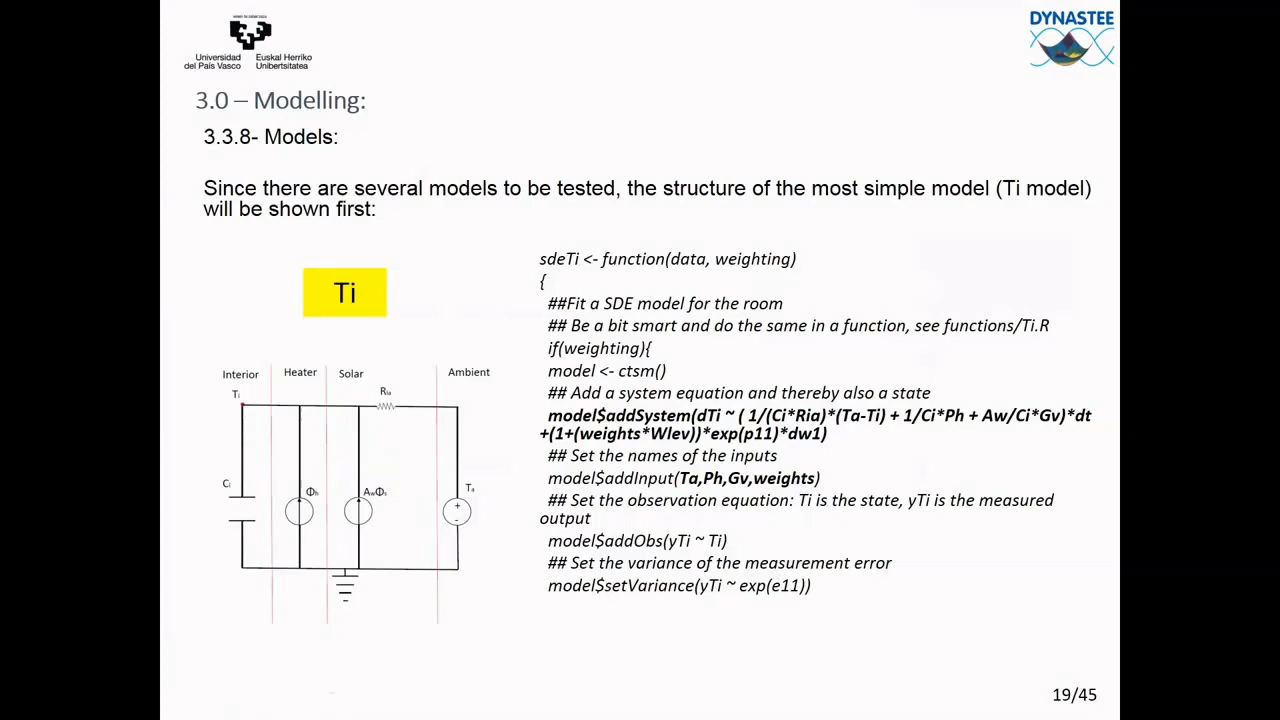 Universidad Euskal Herriko
del País Vasco Unibertsitatea
DYNASTEE
3.0 – Modelling:
3.3.8- Models:
Since there are several models to be tested, the structure of the most simple model (Ti model)
will be shown first:
Ti
Interior Heater Solar Ambient
Ti
Ria
Ci
Φh
AwΦs
Ta
+
-
sdeTi <- function(data, weighting)
{
##Fit a SDE model for the room
## Be a bit smart and do the same in a function, see functions/Ti.R
if(weighting){
model <- ctsm()
## Add a system equation and thereby also a state
model$addSystem(dTi ~ ( 1/(Ci*Ria)*(Ta-Ti) + 1/Ci*Ph + Aw/Ci*Gv)*dt
+(1+(weights*Wlev))*exp(p11)*dw1)
## Set the names of the inputs
model$addInput(Ta,Ph,Gv,weights)
## Set the observation equation: Ti is the state, yTi is the measured
output
model$addObs(yTi ~ Ti)
## Set the variance of the measurement error
model$setVariance(yTi ~ exp(e11))
19/45